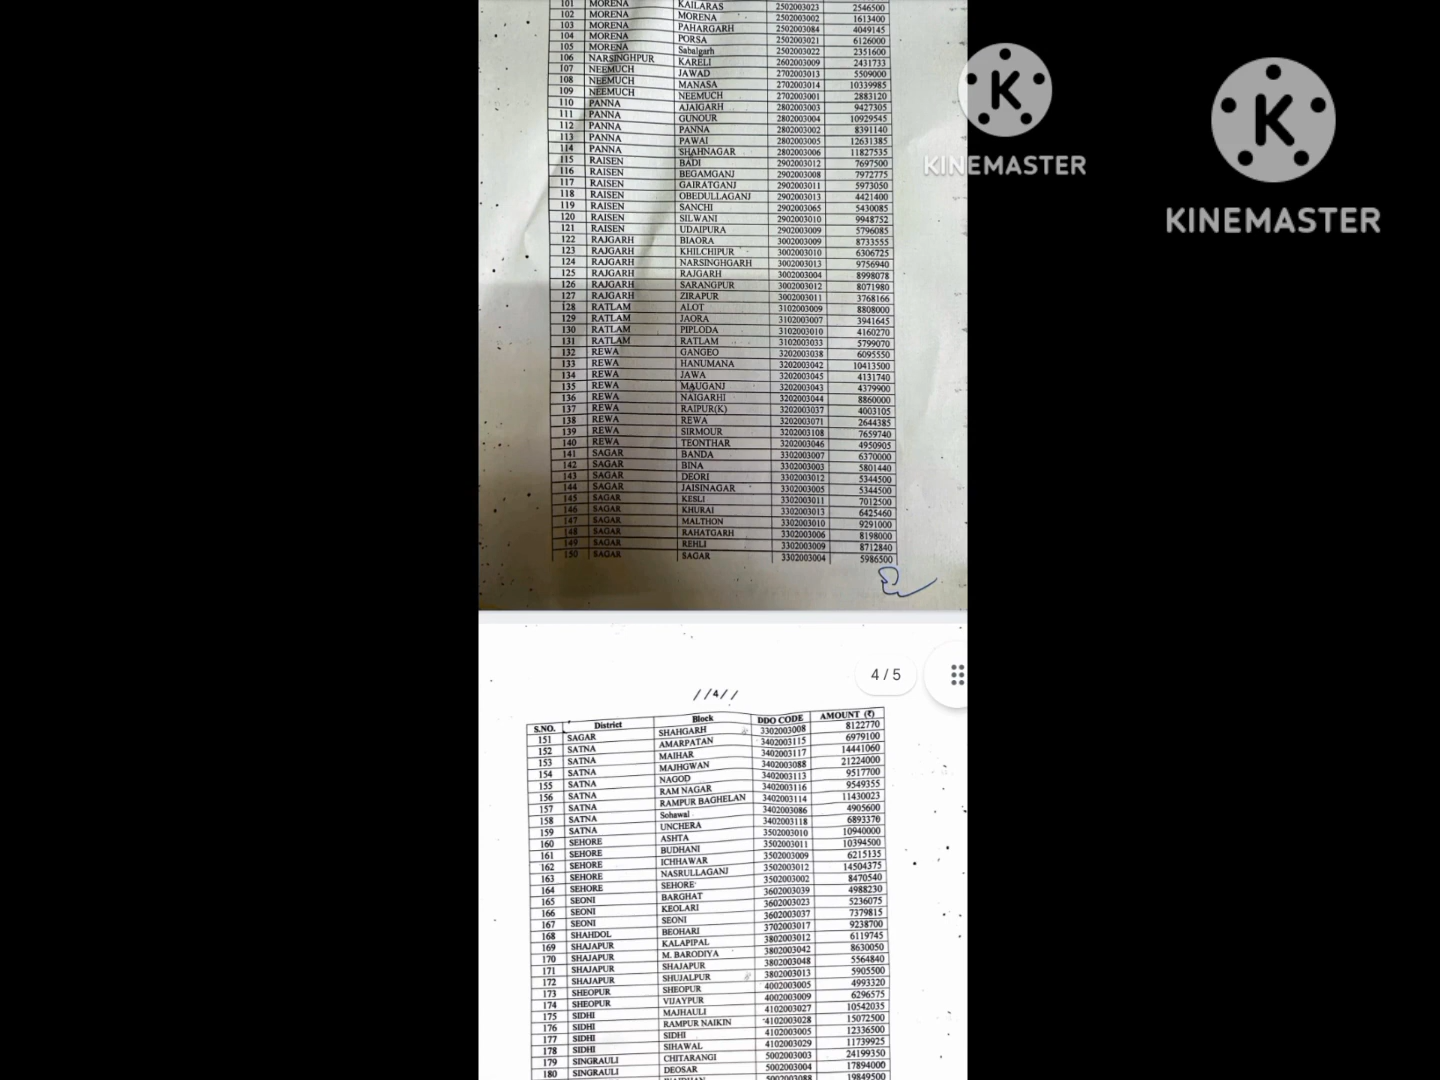 101 MORENA KAILARAS 2502003023 2546500
102 MORENA MORENA 2502003002 1613400
103 MORENA PAHARGARH 2502003084 4049145
104 MORENA PORSA 2502003021 6126000
105 MORENA Sabalgarh 2502003022 2351600
106 NARSINGHPUR KARELI 2602003009 2431733
107 NEEMUCH JAWAD 2702003013 5509000
108 NEEMUCH MANASA 2702003014 10339985
109 NEEMUCH NEEMUCH 2702003001 2883120
110 PANNA AJAIGARH 2802003003 9427305
111 PANNA GUNOUR 2802003004 10929545
112 PANNA PANNA 2802003002 8391140
113 PANNA PAWAI 2802003005 12631385
114 PANNA SHAHNAGAR 2802003006 11827535
115 RAISEN BADI 2902003012 7697500
116 RAISEN BEGAMGANJ 2902003008 7972775
117 RAISEN GAIRATGANJ 2902003011 5973050
118 RAISEN OBEDULLAGANJ 2902003013 4421400
119 RAISEN SANCHI 2902003065 5430085
120 RAISEN SILWANI 2902003010 9948752
121 RAISEN UDAIPURA 2902003009 5796085
122 RAJGARH BIAORA 3002003009 8733555
123 RAJGARH KHILCHIPUR 3002003010 6306725
124 RAJGARH NARSINGHGARH 3002003013 9756940
125 RAJGARH RAJGARH 3002003004 8998078
126 RAJGARH SARANGPUR 3002003012 8071980
127 RAJGARH ZIRAPUR 3002003011 3768166
128 RATLAM ALOT 3102003009 8808000
129 RATLAM JAORA 3102003007 3941645
130 RATLAM PIPLODA 3102003010 4160270
131 RATLAM RATLAM 3102003033 5799070
132 REWA GANGEO 3202003038 6095550
133 REWA HANUMANA 3202003042 10413500
134 REWA JAWA 3202003045 4131740
135 REWA MAUGANJ 3202003043 4379900
136 REWA NAIGARHI 3202003044 8860000
137 REWA RAIPUR(K) 3202003037 4003105
138 REWA REWA 3202003071 2644385
139 REWA SIRMOUR 3202003108 7659740
140 REWA TEONTHAR 3202003046 4950905
141 SAGAR BANDA 3302003007 6370000
142 SAGAR BINA 3302003003 5801440
143 SAGAR DEORI 3302003012 5344500
144 SAGAR JAISINAGAR 3302003005 5344500
145 SAGAR KESLI 3302003011 7012500
146 SAGAR KHURAI 3302003013 6425460
147 SAGAR MALTHON 3302003010 9291000
148 SAGAR RAHATGARH 3302003006 8198000
149 SAGAR REHLI 3302003009 8712840
150 SAGAR SAGAR 3302003004 5986500
4 / 5
//4//
S.NO. District Block DDO CODE AMOUNT (₹)
151 SAGAR SHAHGARH 3302003008 8122770
152 SATNA AMARPATAN 3402003115 6979100
153 SATNA MAIHAR 3402003117 14441060
154 SATNA MAJHGWAN 3402003088 21224000
155 SATNA NAGOD 3402003113 9517700
156 SATNA RAM NAGAR 3402003116 9549355
157 SATNA RAMPUR BAGHELAN 3402003114 11430023
158 SATNA Sohawal 3402003086 4905600
159 SATNA UNCHERA 3402003118 6893370
160 SEHORE ASHTA 3502003010 10940000
161 SEHORE BUDHANI 3502003011 10394500
162 SEHORE ICHHAWAR 3502003009 6215135
163 SEHORE NASRULLAGANJ 3502003012 14504375
164 SEHORE SEHORE 3502003002 8470540
165 SEONI BARGHAT 3602003039 4988230
166 SEONI KEOLARI 3602003023 5236075
167 SEONI SEONI 3602003037 7379815
168 SHAHDOL BEOHARI 3702003017 9238700
169 SHAJAPUR KALAPIPAL 3802003012 6119745
170 SHAJAPUR M. BARODIYA 3802003042 8630050
171 SHAJAPUR SHAJAPUR 3802003048 5564840
172 SHAJAPUR SHUJALPUR 3802003013 5905500
173 SHEOPUR SHEOPUR 4002003005 4993320
174 SHEOPUR VIJAYPUR 4002003009 6296575
175 SIDHI MAJHAULI 4102003027 10542035
176 SIDHI RAMPUR NAIKIN 4102003028 15072500
177 SIDHI SIDHI 4102003005 12336500
178 SIDHI SIHAWAL 4102003029 11739925
179 SINGRAULI CHITARANGI 5002003003 24199350
180 SINGRAULI DEOSAR 5002003004 17894000
5002003088 19849500
K
KINEMASTER
K
KINEMASTER